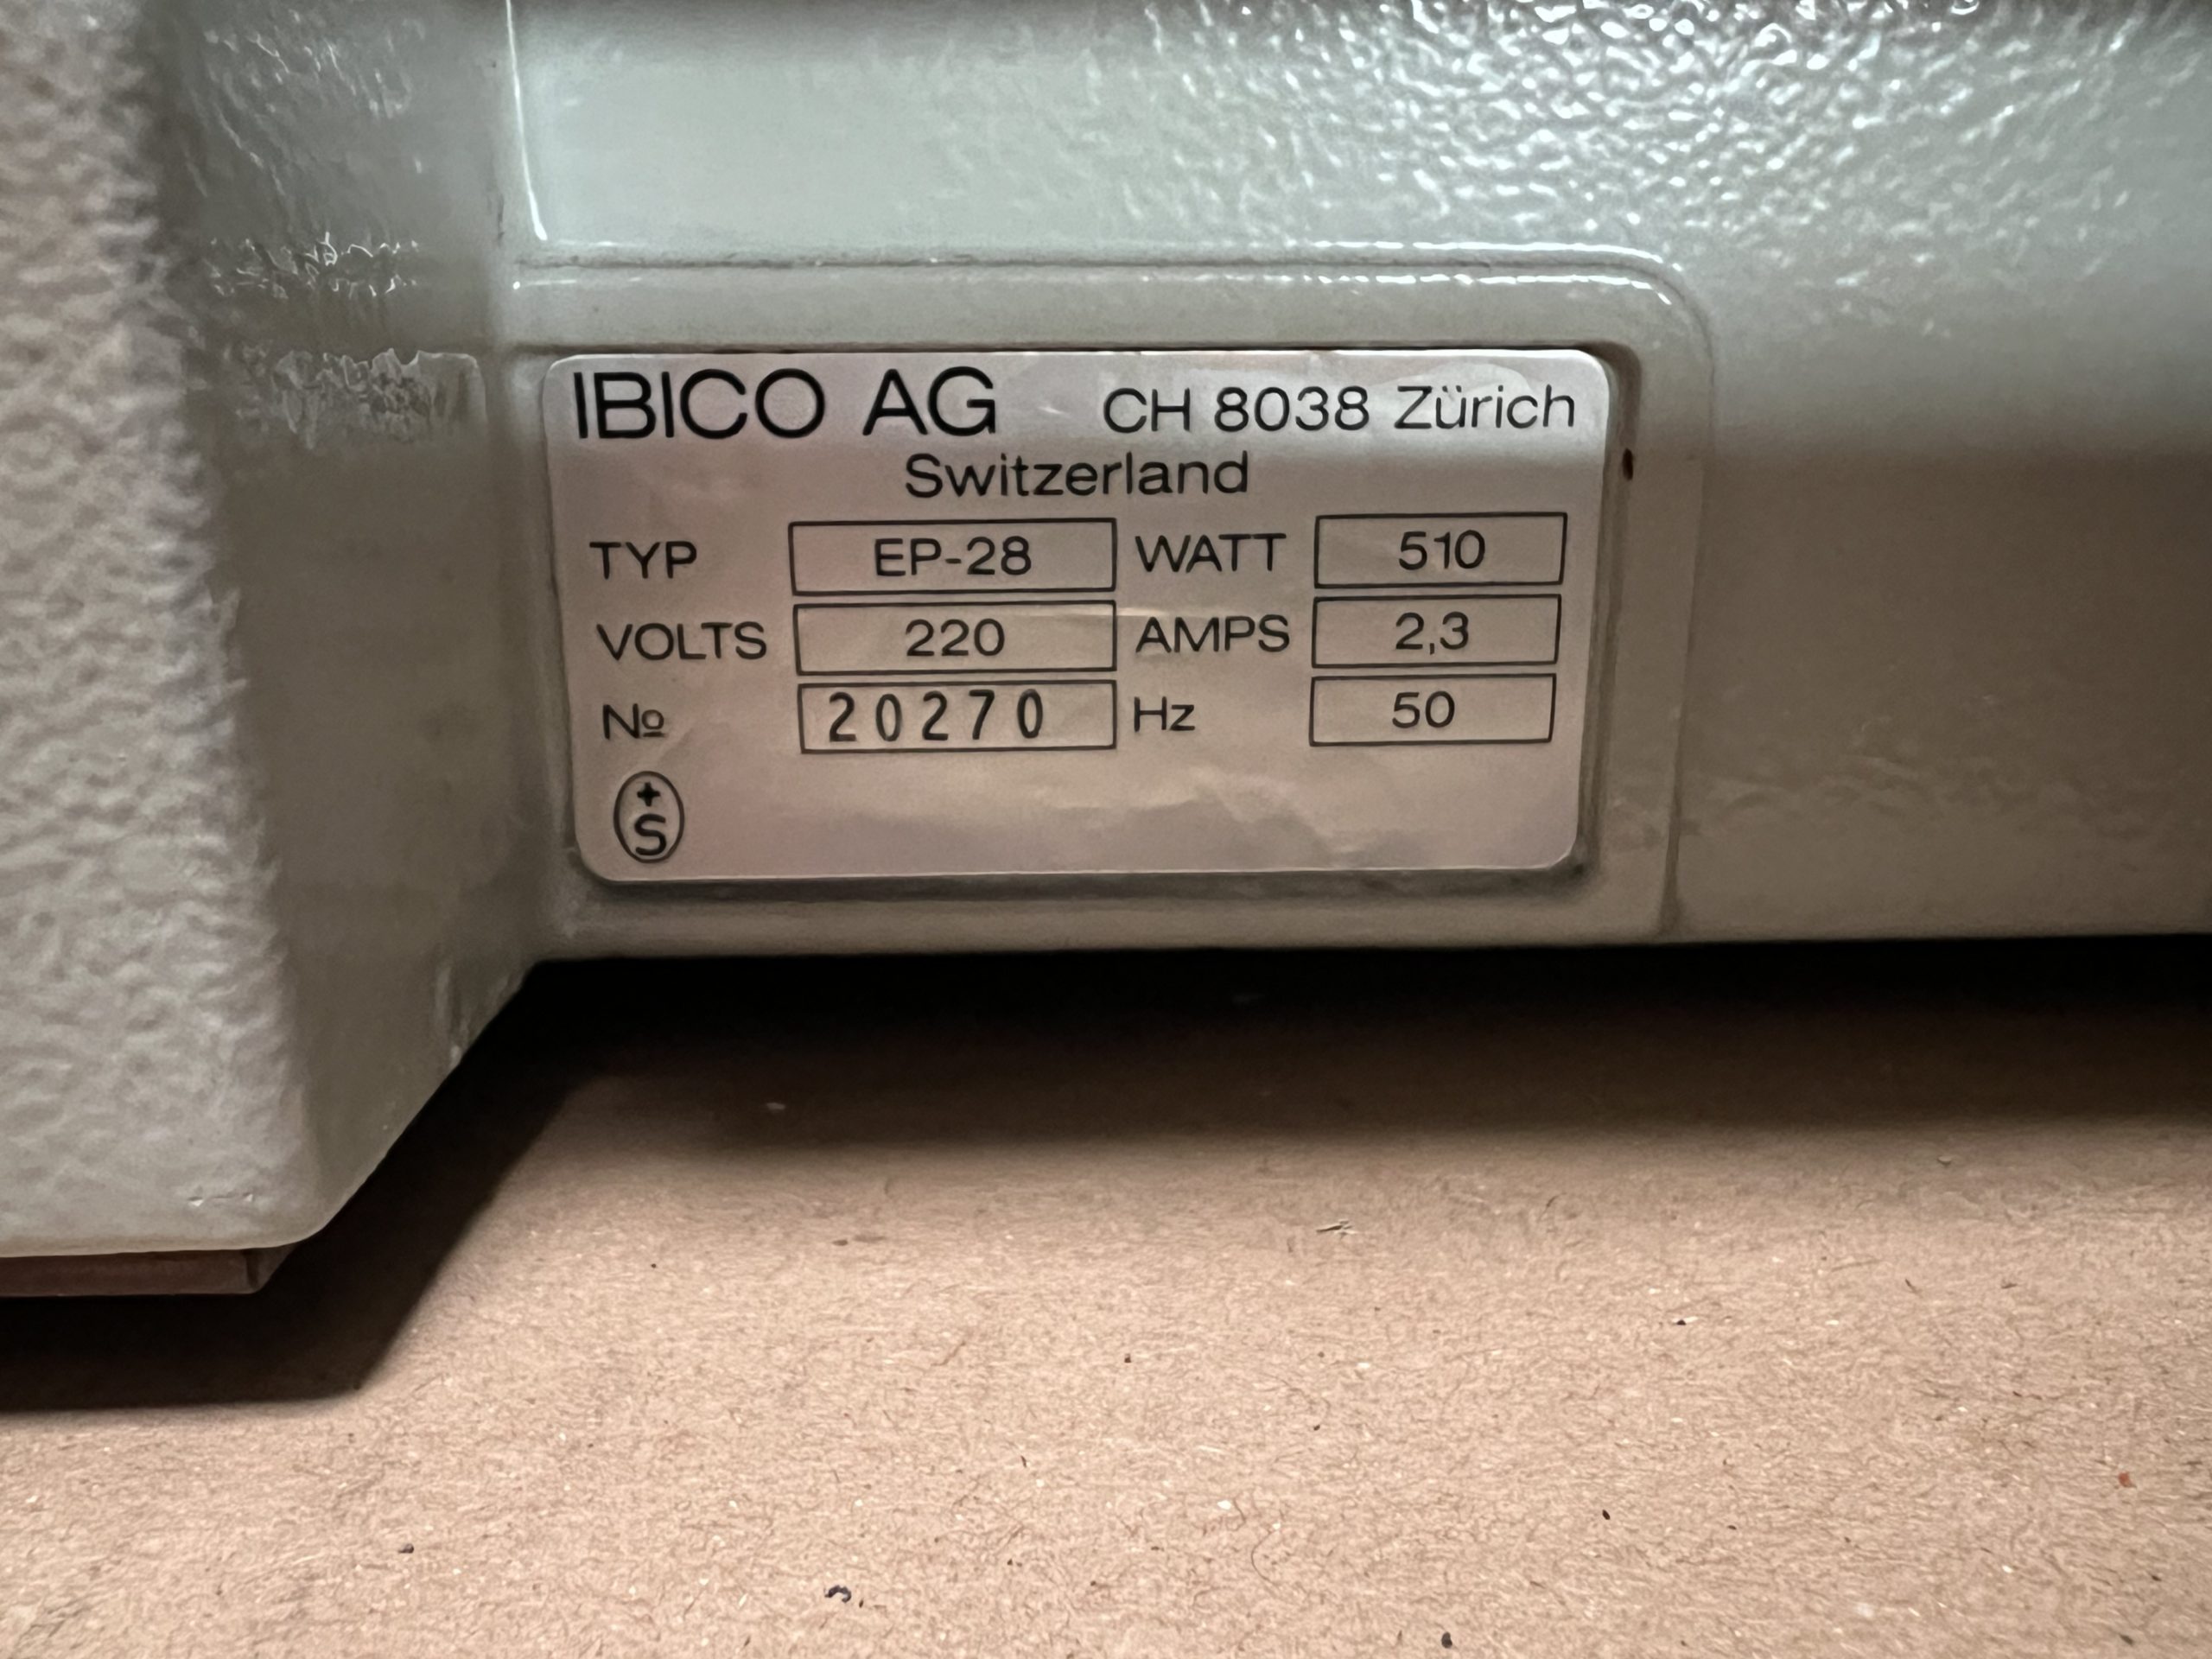 IBICO AG CH 8038 Zürich
Switzerland
TYP EP-28 WATT 510
VOLTS 220 AMPS 2,3
№ 20270 Hz 50
+
S